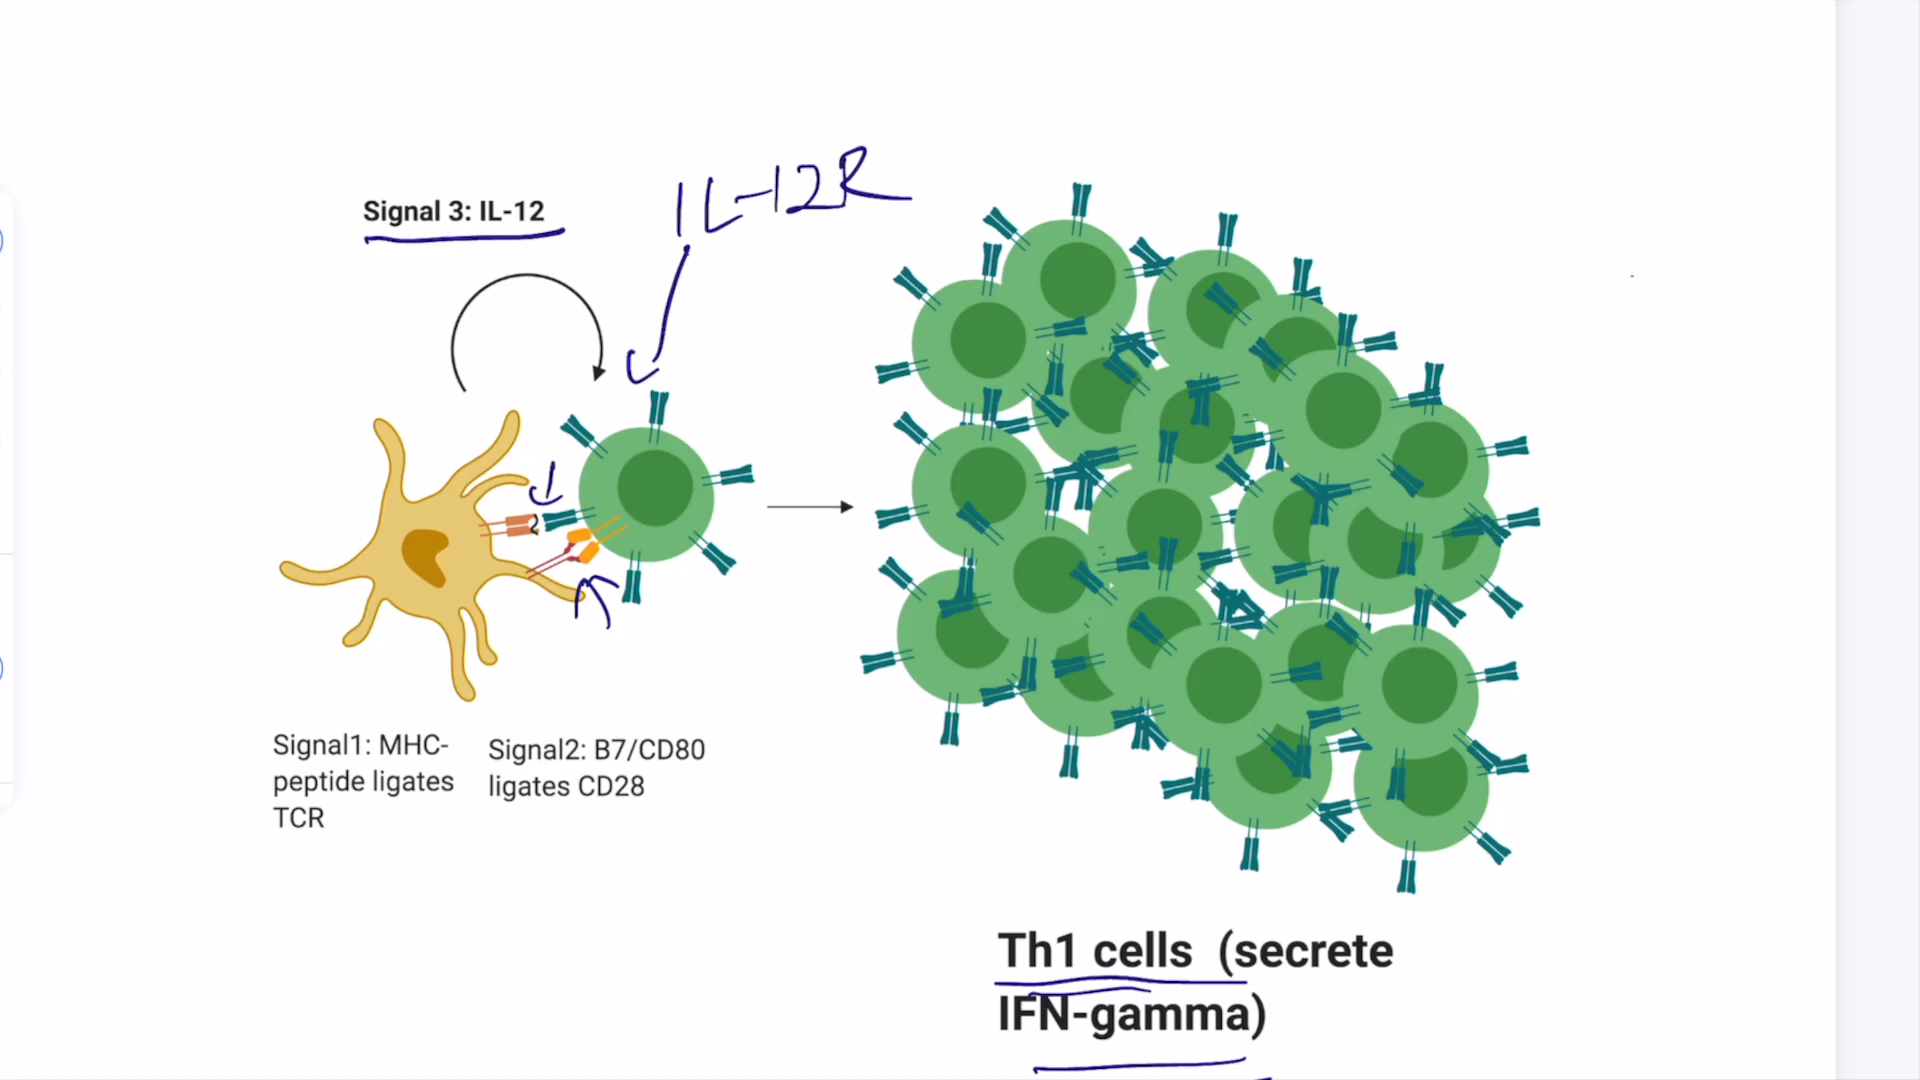 Signal 3: IL-12
IL-12R
Signal1: MHC-
peptide ligates
TCR
Signal2: B7/CD80
ligates CD28
Th1 cells (secrete
IFN-gamma)